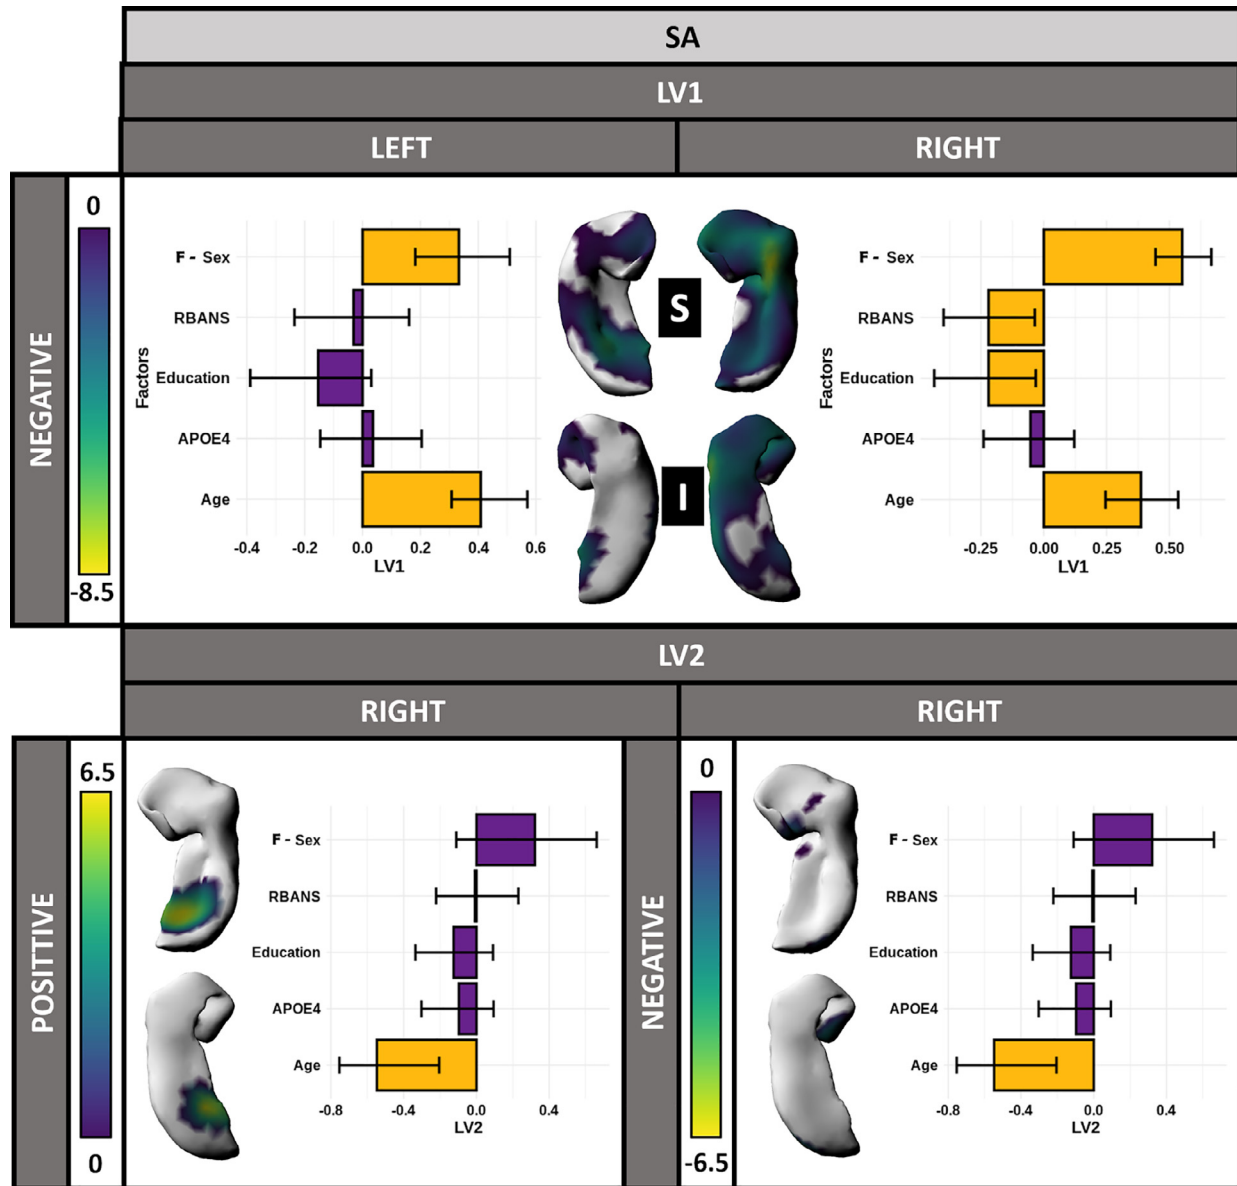 SA
LV1
LEFT
RIGHT
NEGATIVE
0
-8.5
Factors
F - Sex
RBANS
Education
APOE4
Age
-0.4 -0.2 0.0 0.2 0.4 0.6
LV1
S
I
Factors
F - Sex
RBANS
Education
APOE4
Age
-0.25 0.00 0.25 0.50
LV1
LV2
RIGHT
RIGHT
POSITIVE
6.5
0
F - Sex
RBANS
Education
APOE4
Age
-0.8 -0.4 0.0 0.4
LV2
NEGATIVE
0
-6.5
F - Sex
RBANS
Education
APOE4
Age
-0.8 -0.4 0.0 0.4
LV2